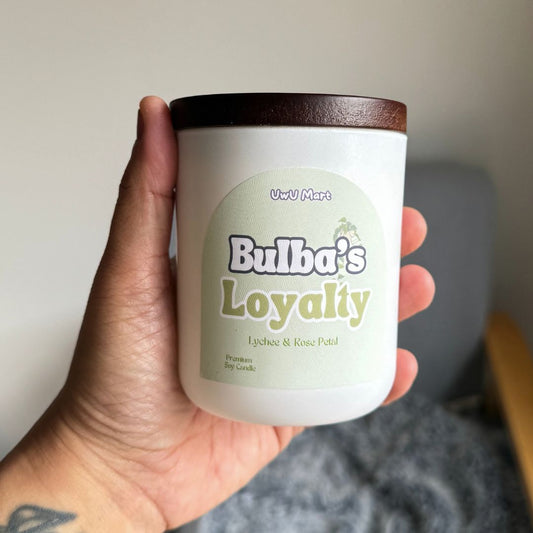 UwU Mart
Bulba's
Loyalty
Lychee & Rose Petal
Premium
Soy Candle